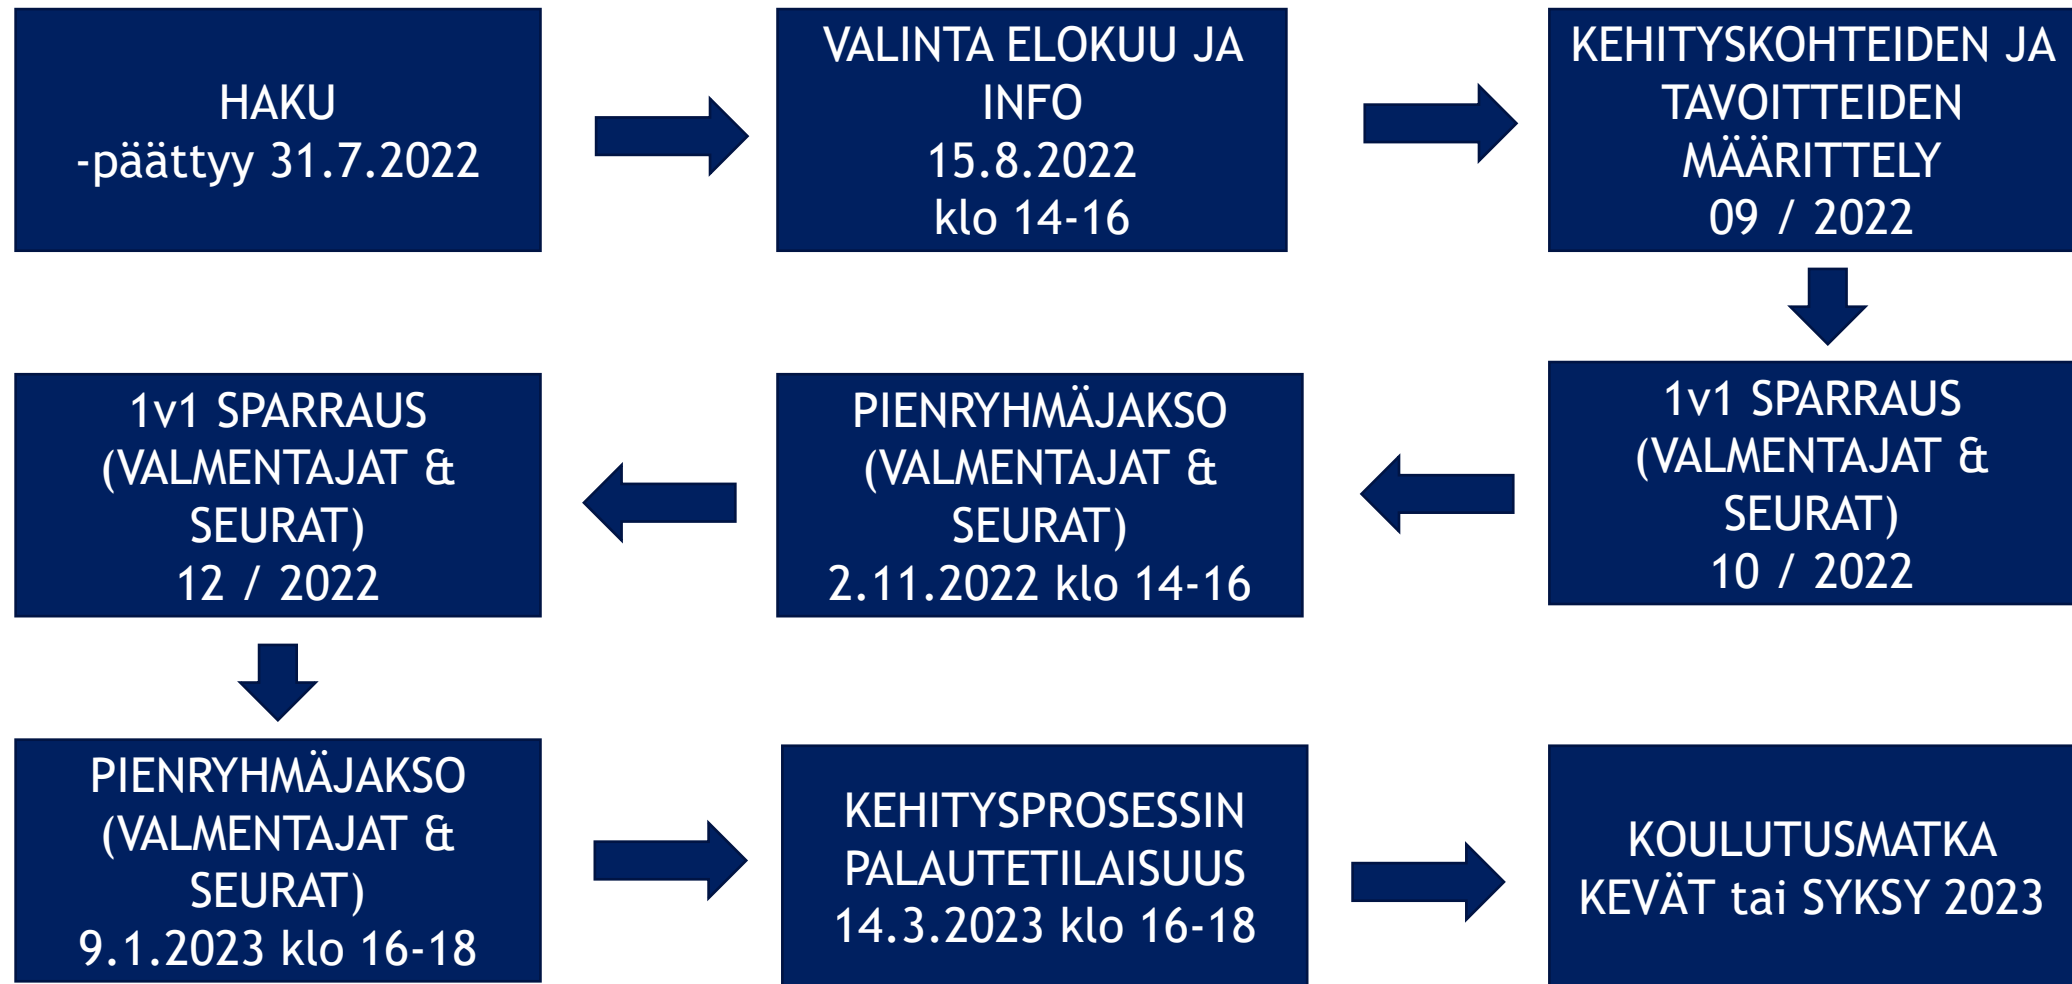 HAKU
-päättyy 31.7.2022
VALINTA ELOKUU JA
INFO
15.8.2022
klo 14-16
KEHITYSKOHTEIDEN JA
TAVOITTEIDEN
MÄÄRITTELY
09 / 2022
1v1 SPARRAUS
(VALMENTAJAT &
SEURAT)
10 / 2022
PIENRYHMÄJAKSO
(VALMENTAJAT &
SEURAT)
2.11.2022 klo 14-16
1v1 SPARRAUS
(VALMENTAJAT &
SEURAT)
12 / 2022
PIENRYHMÄJAKSO
(VALMENTAJAT &
SEURAT)
9.1.2023 klo 16-18
KEHITYSPROSESSIN
PALAUTETILAISUUS
14.3.2023 klo 16-18
KOULUTUSMATKA
KEVÄT tai SYKSY 2023